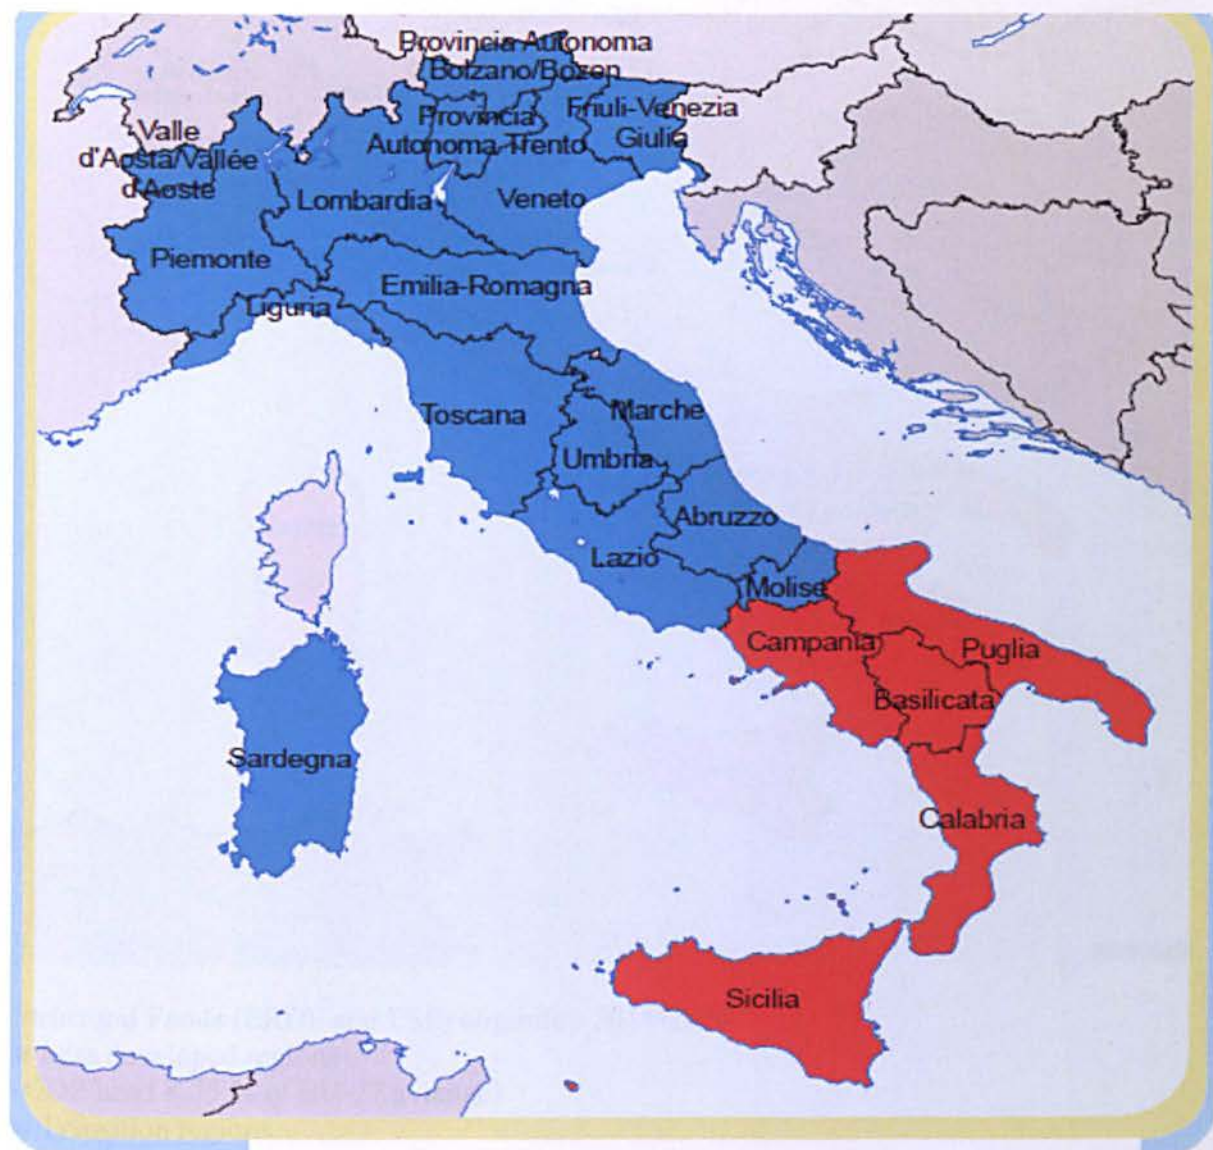 Provincia Autonoma
Bolzano/Bozen
Friuli-Venezia
Giulia
Provincia
Autonoma Trento
Valle
d'Aosta/Vallée
d'Aoste
Lombardia
Veneto
Piemonte
Emilia-Romagna
Liguria
Toscana
Marche
Umbria
Abruzzo
Lazio
Molise
Campania
Puglia
Basilicata
Sardegna
Calabria
Sicilia